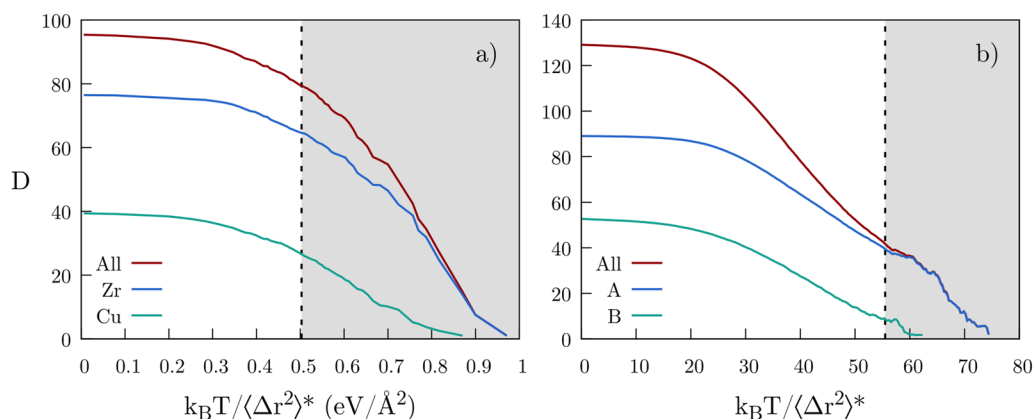 100
80
60
40
20
0
D
a)
All
Zr
Cu
0 0.1 0.2 0.3 0.4 0.5 0.6 0.7 0.8 0.9 1
k_BT/⟨Δr²⟩* (eV/Å²)
140
120
100
80
60
40
20
0
b)
All
A
B
0 10 20 30 40 50 60 70 80
k_BT/⟨Δr²⟩*